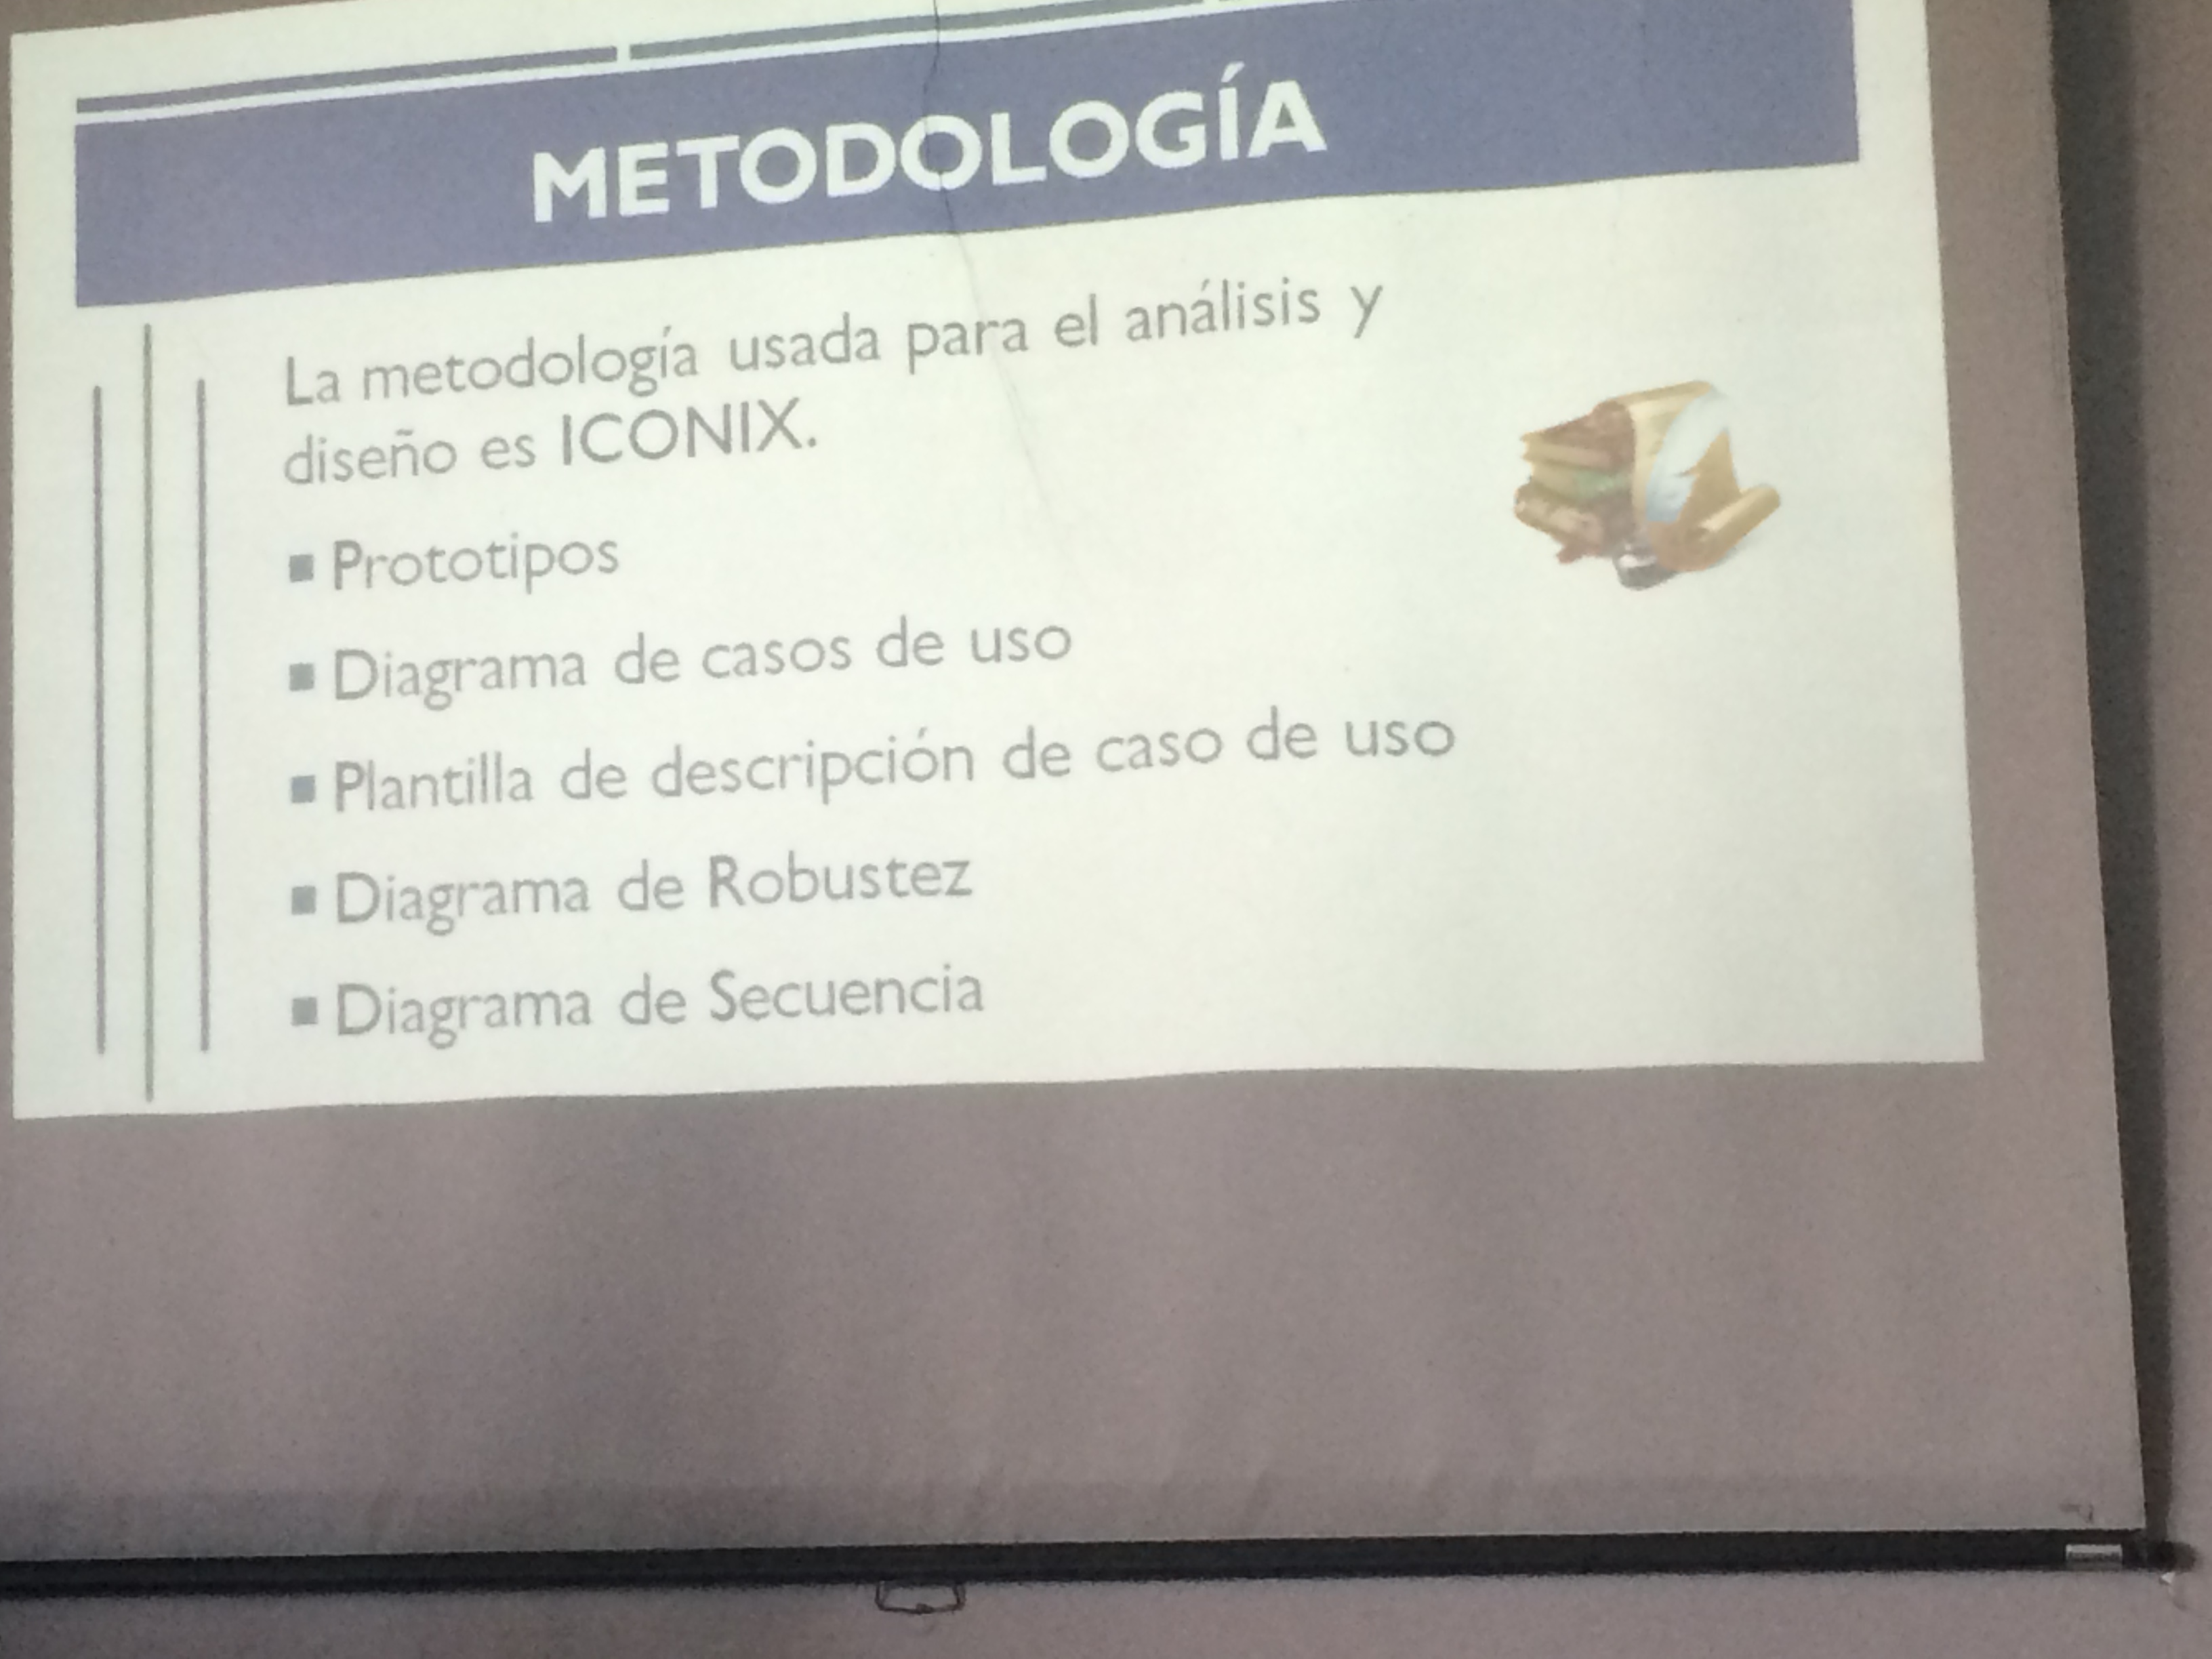 METODOLOGÍA
La metodología usada para el análisis y
diseño es ICONIX.
▪ Prototipos
▪ Diagrama de casos de uso
▪ Plantilla de descripción de caso de uso
▪ Diagrama de Robustez
▪ Diagrama de Secuencia